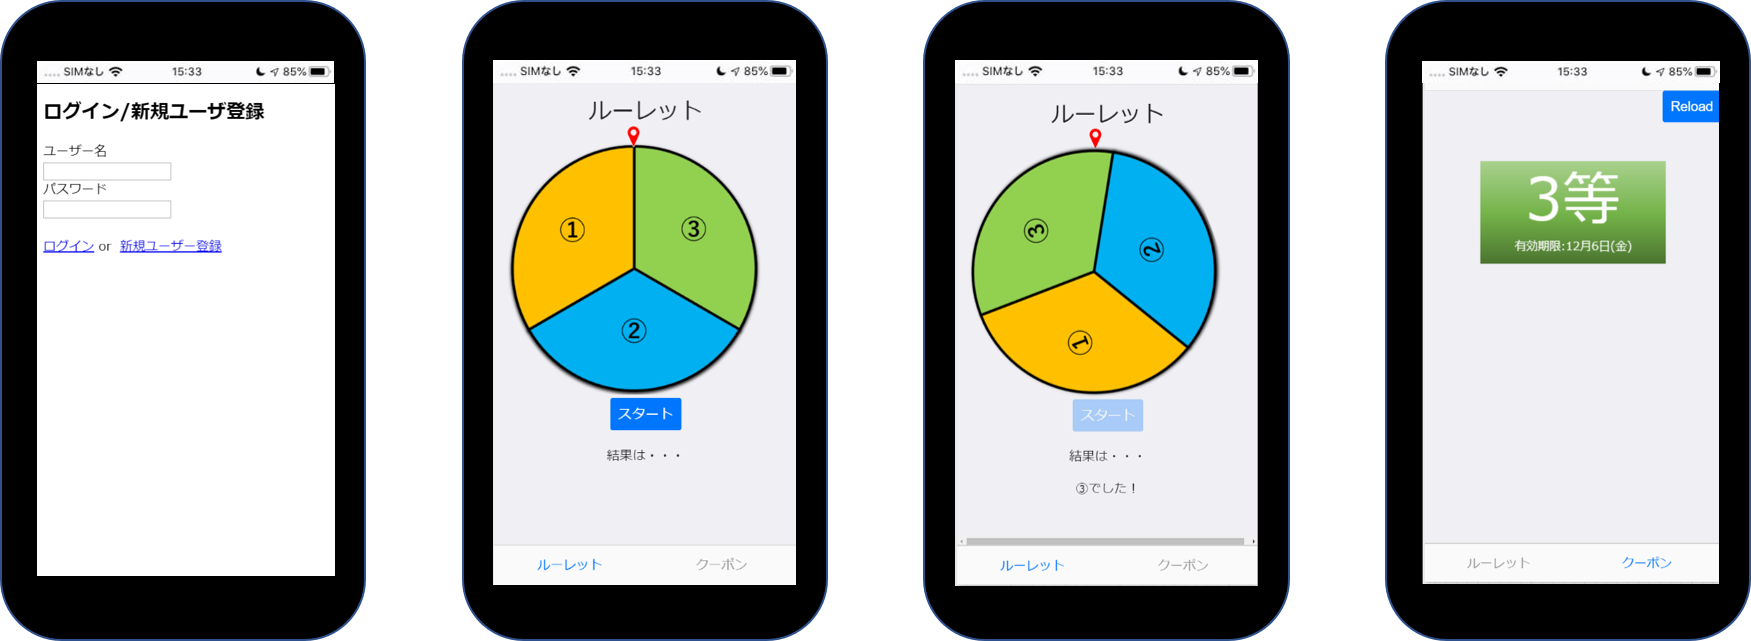 SIMなし 15:33 85%
ログイン/新規ユーザ登録
ユーザー名
パスワード
ログイン or 新規ユーザー登録
SIMなし 15:33 85%
ルーレット
① ③
②
スタート
結果は・・・
ルーレット クーポン
SIMなし 15:33 85%
ルーレット
③ ②
①
スタート
結果は・・・
③でした！
ルーレット クーポン
SIMなし 15:33 85%
Reload
3等
有効期限:12月6日(金)
ルーレット クーポン